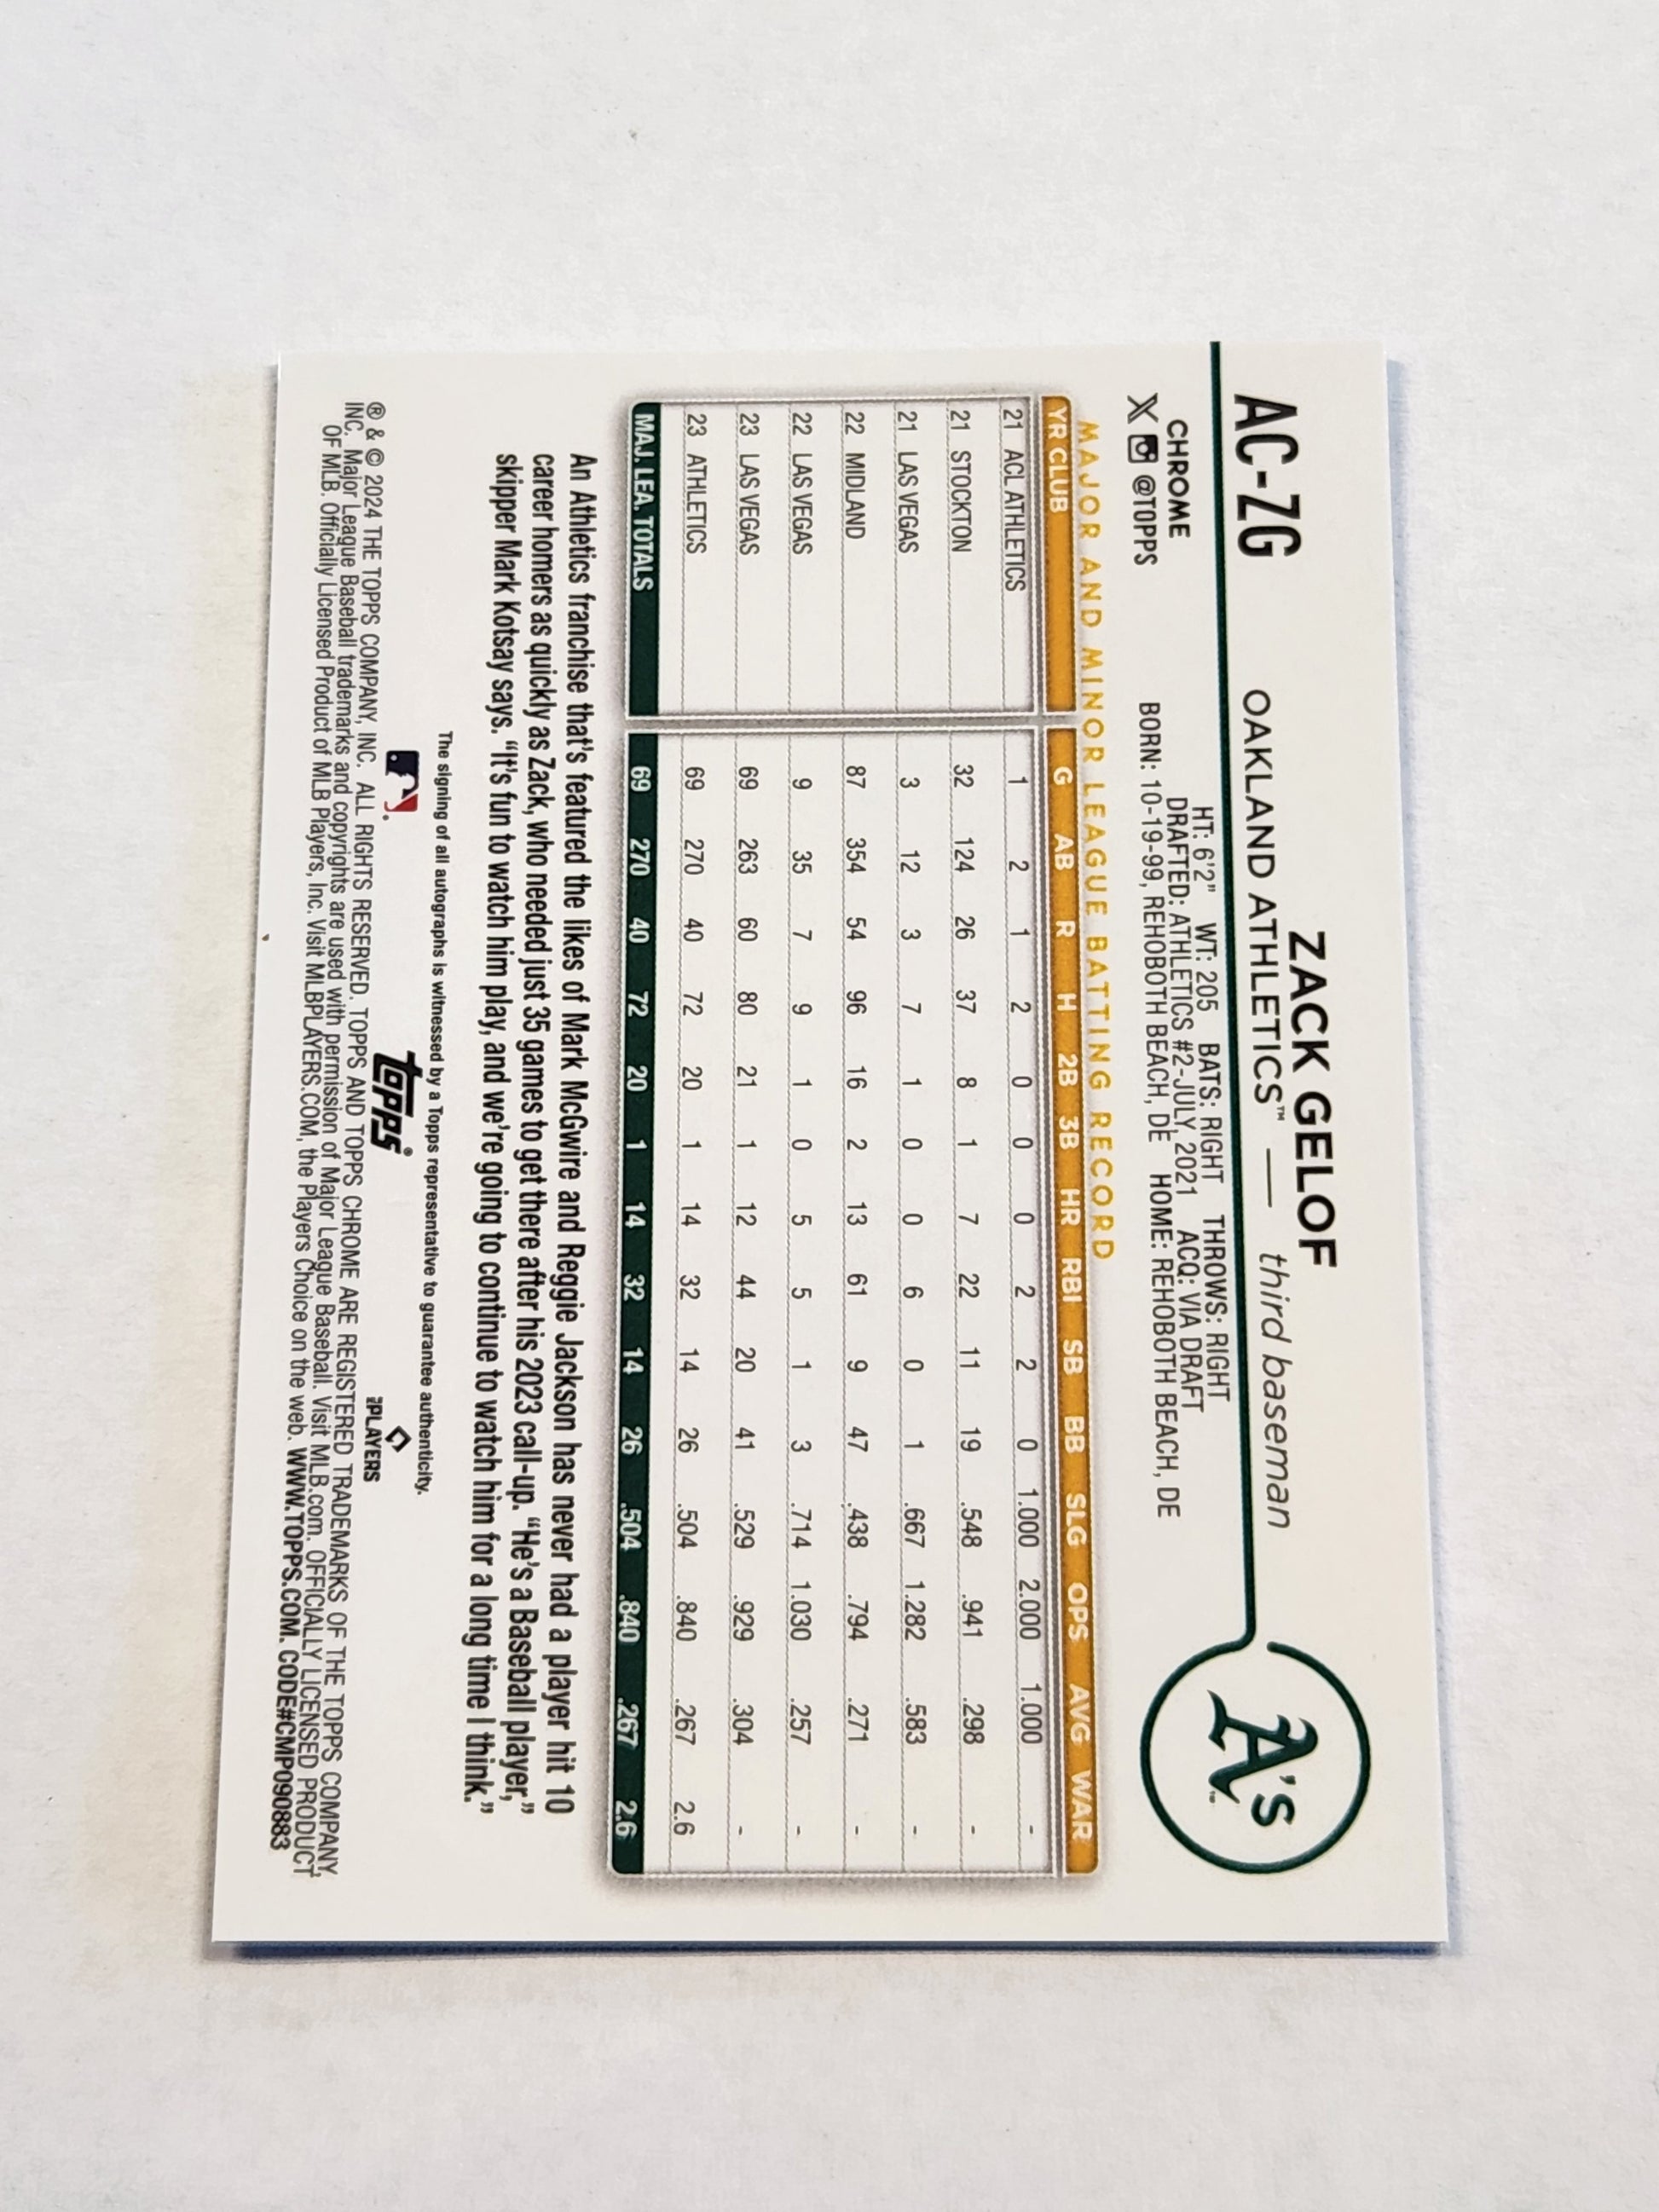 AC-ZG
ZACK GELOF
OAKLAND ATHLETICS™ — third baseman
A's™
CHROME
X @TOPPS
HT: 6'2" WT: 205 BATS: RIGHT THROWS: RIGHT
DRAFTED: ATHLETICS #2-JULY, 2021 ACQ: VIA DRAFT
BORN: 10-19-99, REHOBOTH BEACH, DE HOME: REHOBOTH BEACH, DE
MAJOR AND MINOR LEAGUE BATTING RECORD
YR CLUB G AB R H 2B 3B HR RBI SB BB SLG OPS AVG WAR
21 ACL ATHLETICS 1 2 1 2 0 0 0 2 2 0 1.000 2.000 1.000 -
21 STOCKTON 32 124 26 37 8 1 7 22 11 19 .548 .941 .298 -
21 LAS VEGAS 3 12 3 7 1 0 0 6 0 1 .667 1.282 .583 -
22 MIDLAND 87 354 54 96 16 2 13 61 9 47 .438 .794 .271 -
22 LAS VEGAS 9 35 7 9 1 0 5 5 1 3 .714 1.030 .257 -
23 LAS VEGAS 69 263 60 80 21 1 12 44 20 41 .529 .929 .304 -
23 ATHLETICS 69 270 40 72 20 1 14 32 14 26 .504 .840 .267 2.6
MAJ. LEA. TOTALS 69 270 40 72 20 1 14 32 14 26 .504 .840 .267 2.6
An Athletics franchise that's featured the likes of Mark McGwire and Reggie Jackson has never had a player hit 10
career homers as quickly as Zack, who needed just 35 games to get there after his 2023 call-up. “He's a Baseball player,”
skipper Mark Kotsay says. “It's fun to watch him play, and we're going to continue to watch him for a long time I think.”
The signing of all autographs is witnessed by a Topps representative to guarantee authenticity.
topps®
PLAYERS
® & © 2024 THE TOPPS COMPANY, INC. ALL RIGHTS RESERVED. TOPPS AND TOPPS CHROME ARE REGISTERED TRADEMARKS OF THE TOPPS COMPANY,
INC. Major League Baseball trademarks and copyrights are used with permission of Major League Baseball. Visit MLB.com. OFFICIALLY LICENSED PRODUCT
OF MLB. Officially Licensed Product of MLB Players, Inc. Visit MLBPLAYERS.COM, the Players Choice on the web. WWW.TOPPS.COM. CODE#CMP090883